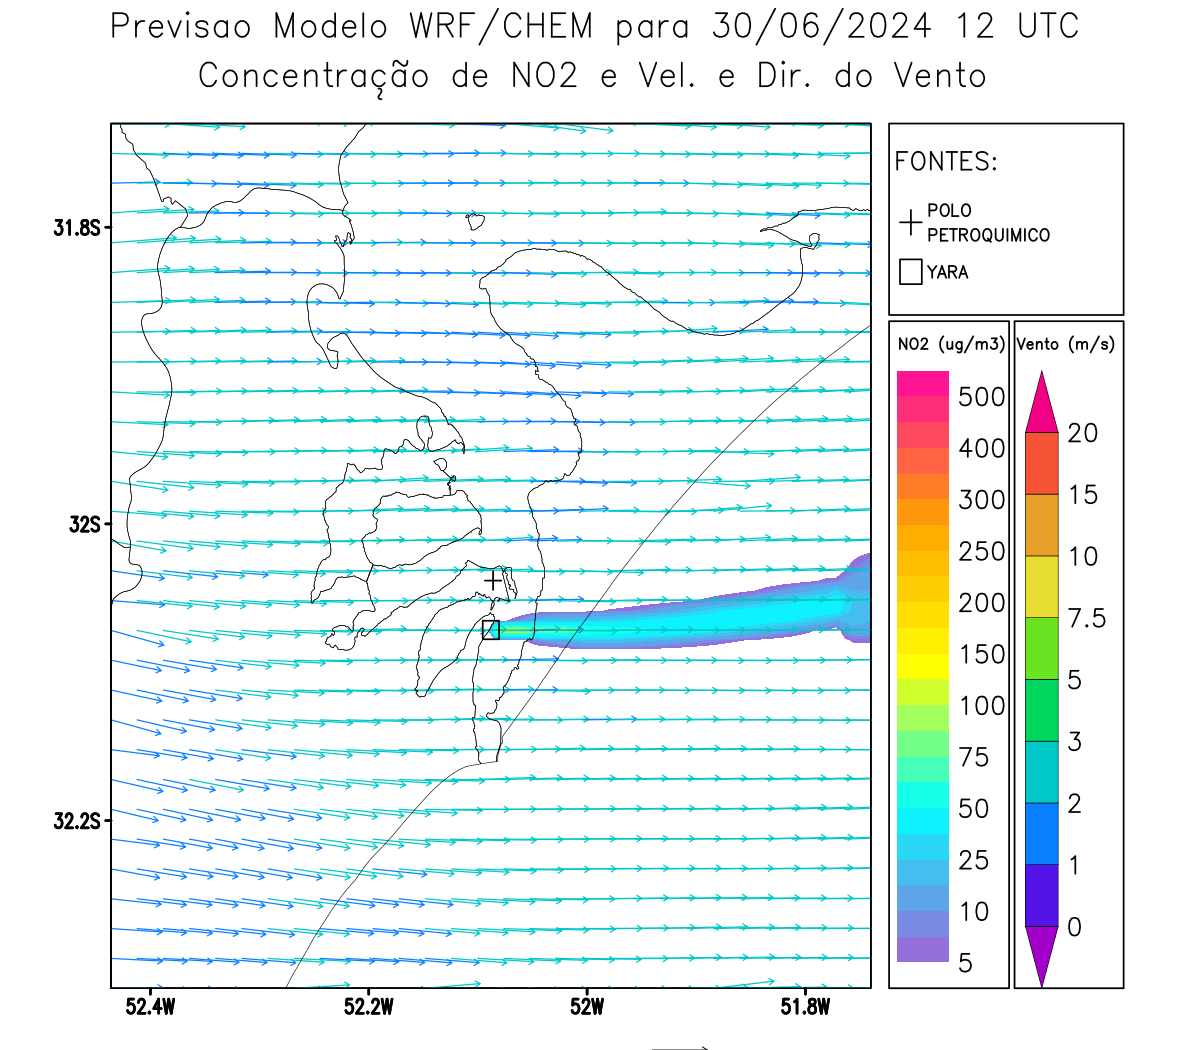 Previsao Modelo WRF/CHEM para 30/06/2024 12 UTC
Concentração de NO2 e Vel. e Dir. do Vento
FONTES:
POLO
PETROQUIMICO
YARA
NO2 (ug/m3)
500
400
300
250
200
150
100
75
50
25
10
5
Vento (m/s)
20
15
10
7.5
5
3
2
1
0
31.8S
32S
32.2S
52.4W
52.2W
52W
51.8W